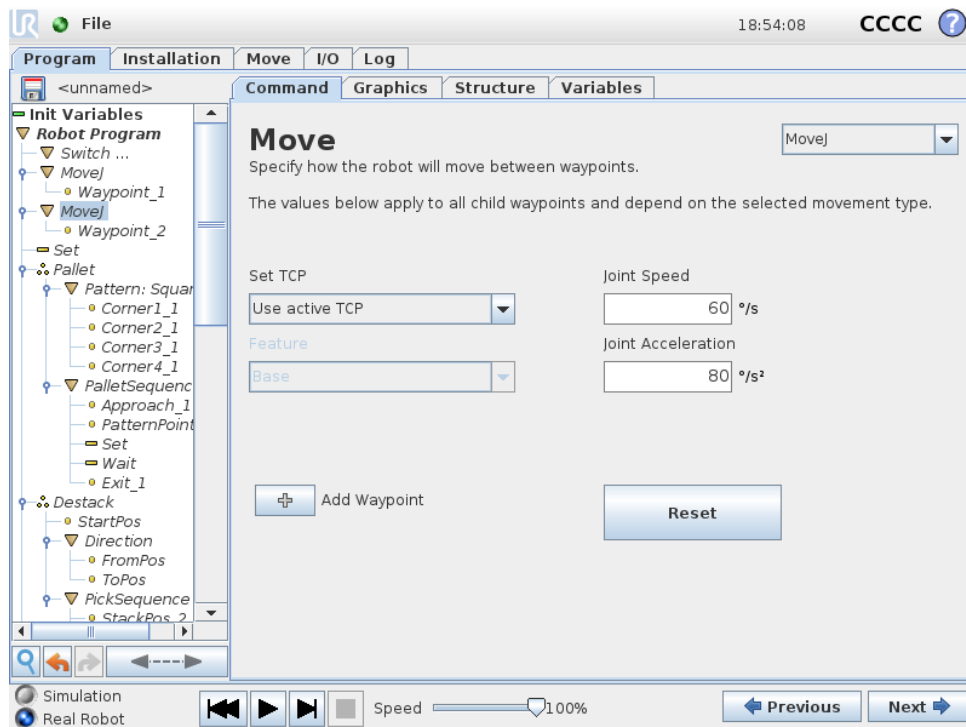 UR File 18:54:08 CCCC ?
Program Installation Move I/O Log
<unnamed> Command Graphics Structure Variables
Init Variables
Robot Program
Switch ...
MoveJ
Waypoint_1
MoveJ
Waypoint_2
Set
Pallet
Pattern: Squar
Corner1_1
Corner2_1
Corner3_1
Corner4_1
PalletSequenc
Approach_1
PatternPoint
Set
Wait
Exit_1
Destack
StartPos
Direction
FromPos
ToPos
PickSequence
StackPos_2
Move MoveJ
Specify how the robot will move between waypoints.
The values below apply to all child waypoints and depend on the selected movement type.
Set TCP Joint Speed
Use active TCP 60 °/s
Feature Joint Acceleration
Base 80 °/s²
Add Waypoint Reset
Simulation
Real Robot
Speed 100% Previous Next